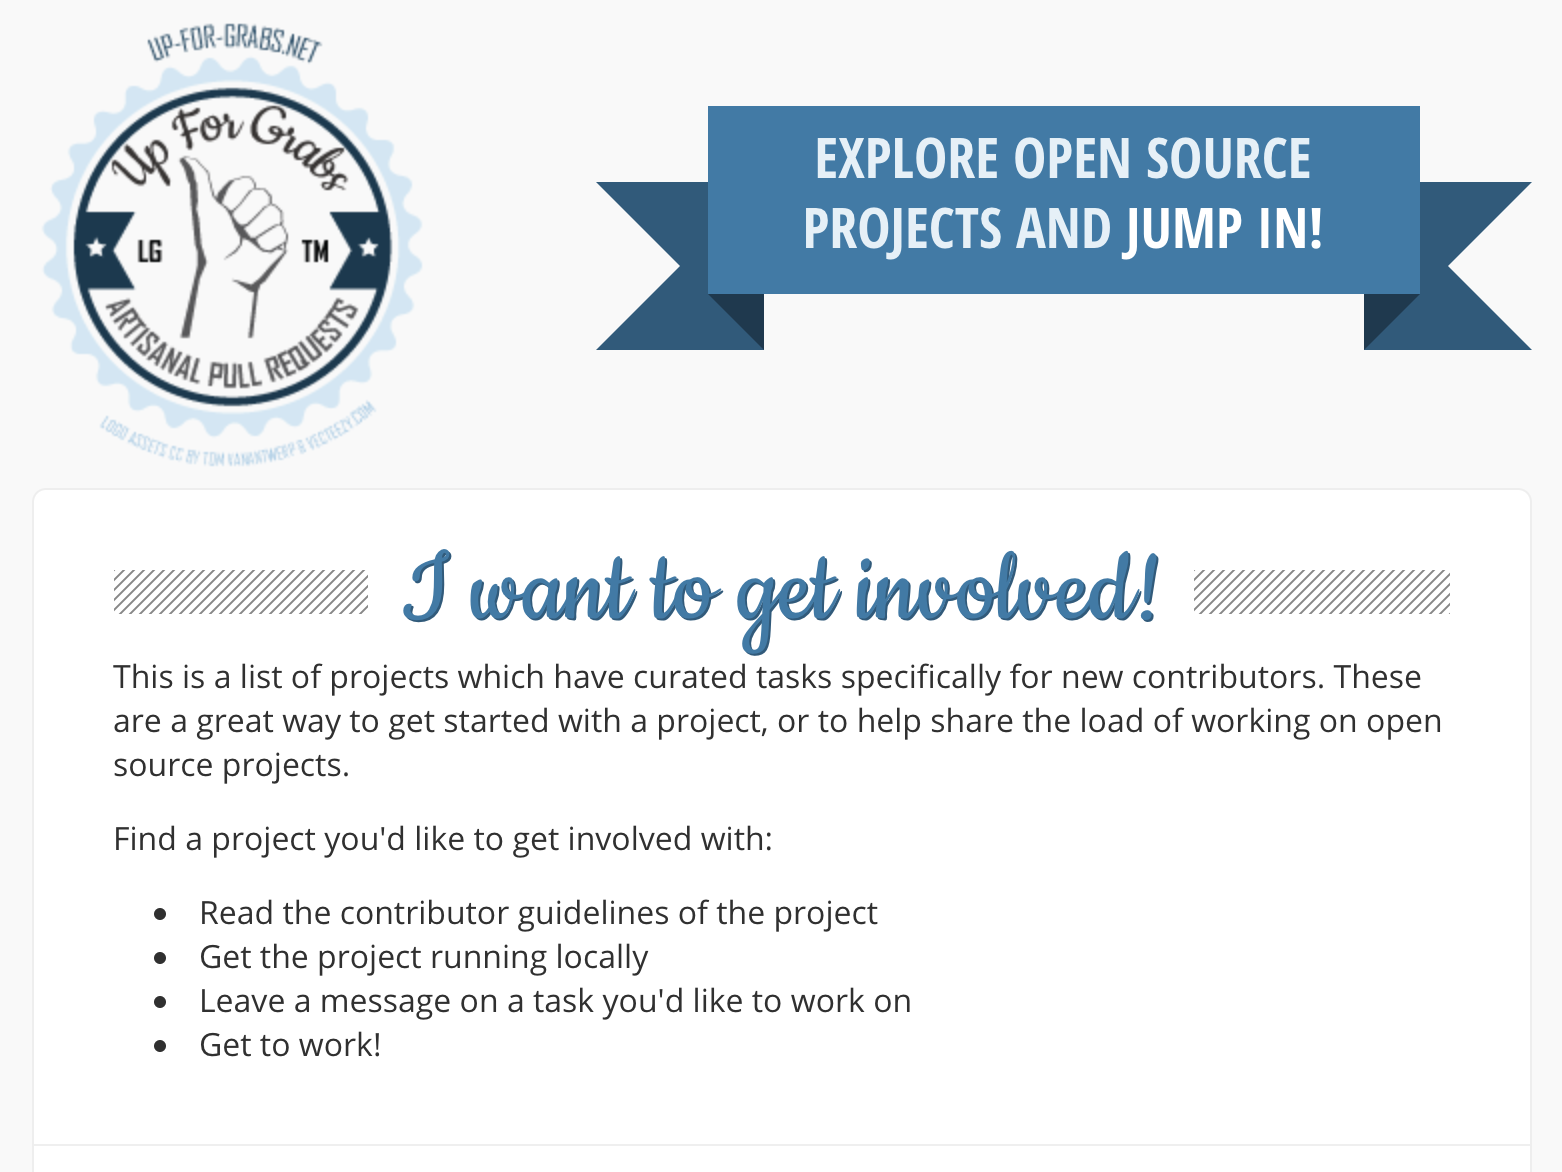 UP-FOR-GRABS.NET
Up For Grabs
LG TM
ARTISANAL PULL REQUESTS
LOGO ASSETS CC BY TOM VANANTWERP & VECTEEZY.COM
EXPLORE OPEN SOURCE
PROJECTS AND JUMP IN!
I want to get involved!
This is a list of projects which have curated tasks specifically for new contributors. These
are a great way to get started with a project, or to help share the load of working on open
source projects.
Find a project you'd like to get involved with:
Read the contributor guidelines of the project
Get the project running locally
Leave a message on a task you'd like to work on
Get to work!